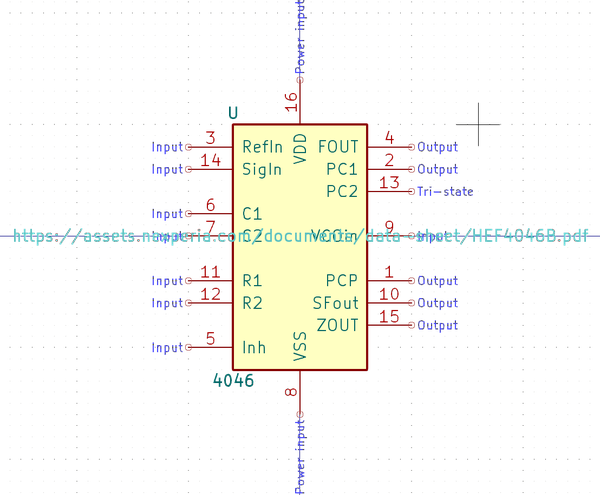 Power input
16
U
VDD
3 RefIn FOUT 4
Input Output
14 SigIn PC1 2
Input Output
PC2 13
Tri-state
6 C1
Input
7 C2 VCOin 9
Input Input
https://assets.nexperia.com/documents/data-sheet/HEF4046B.pdf
11 R1 PCP 1
Input Output
12 R2 SFout 10
Input Output
ZOUT 15
Output
5 Inh
Input
VSS
4046
8
Power input